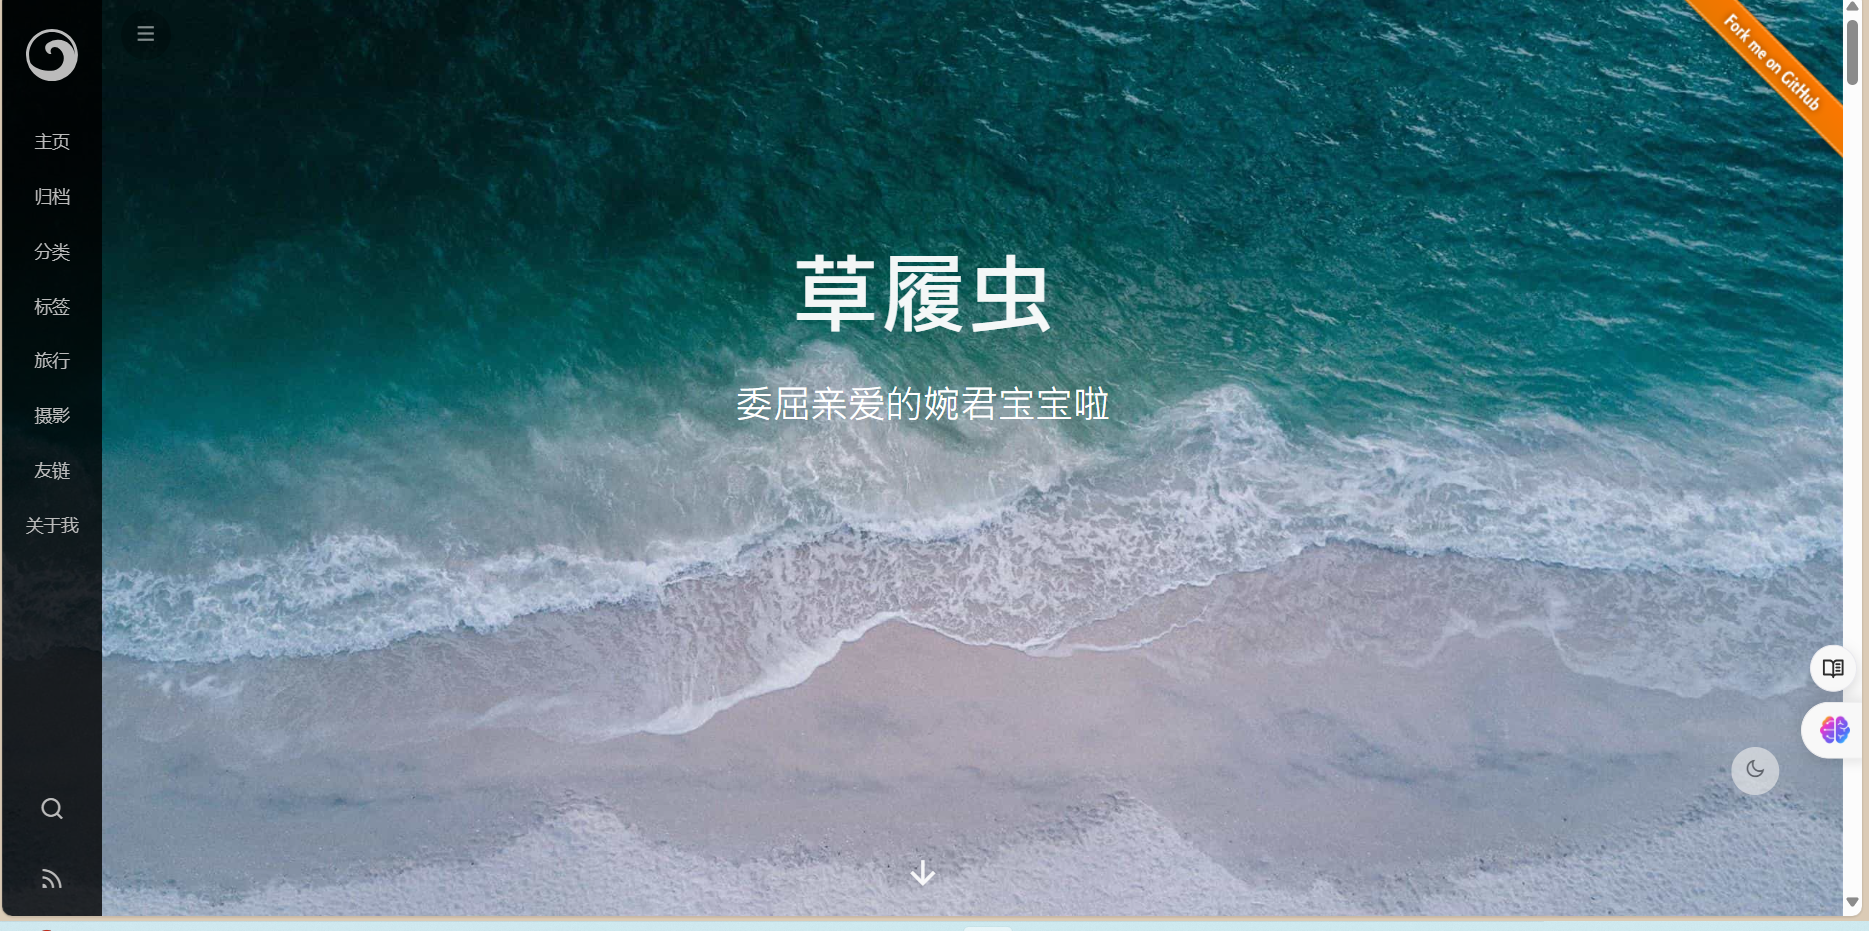 主页
归档
分类
标签
旅行
摄影
友链
关于我
Fork me on GitHub
草履虫
委屈亲爱的婉君宝宝啦